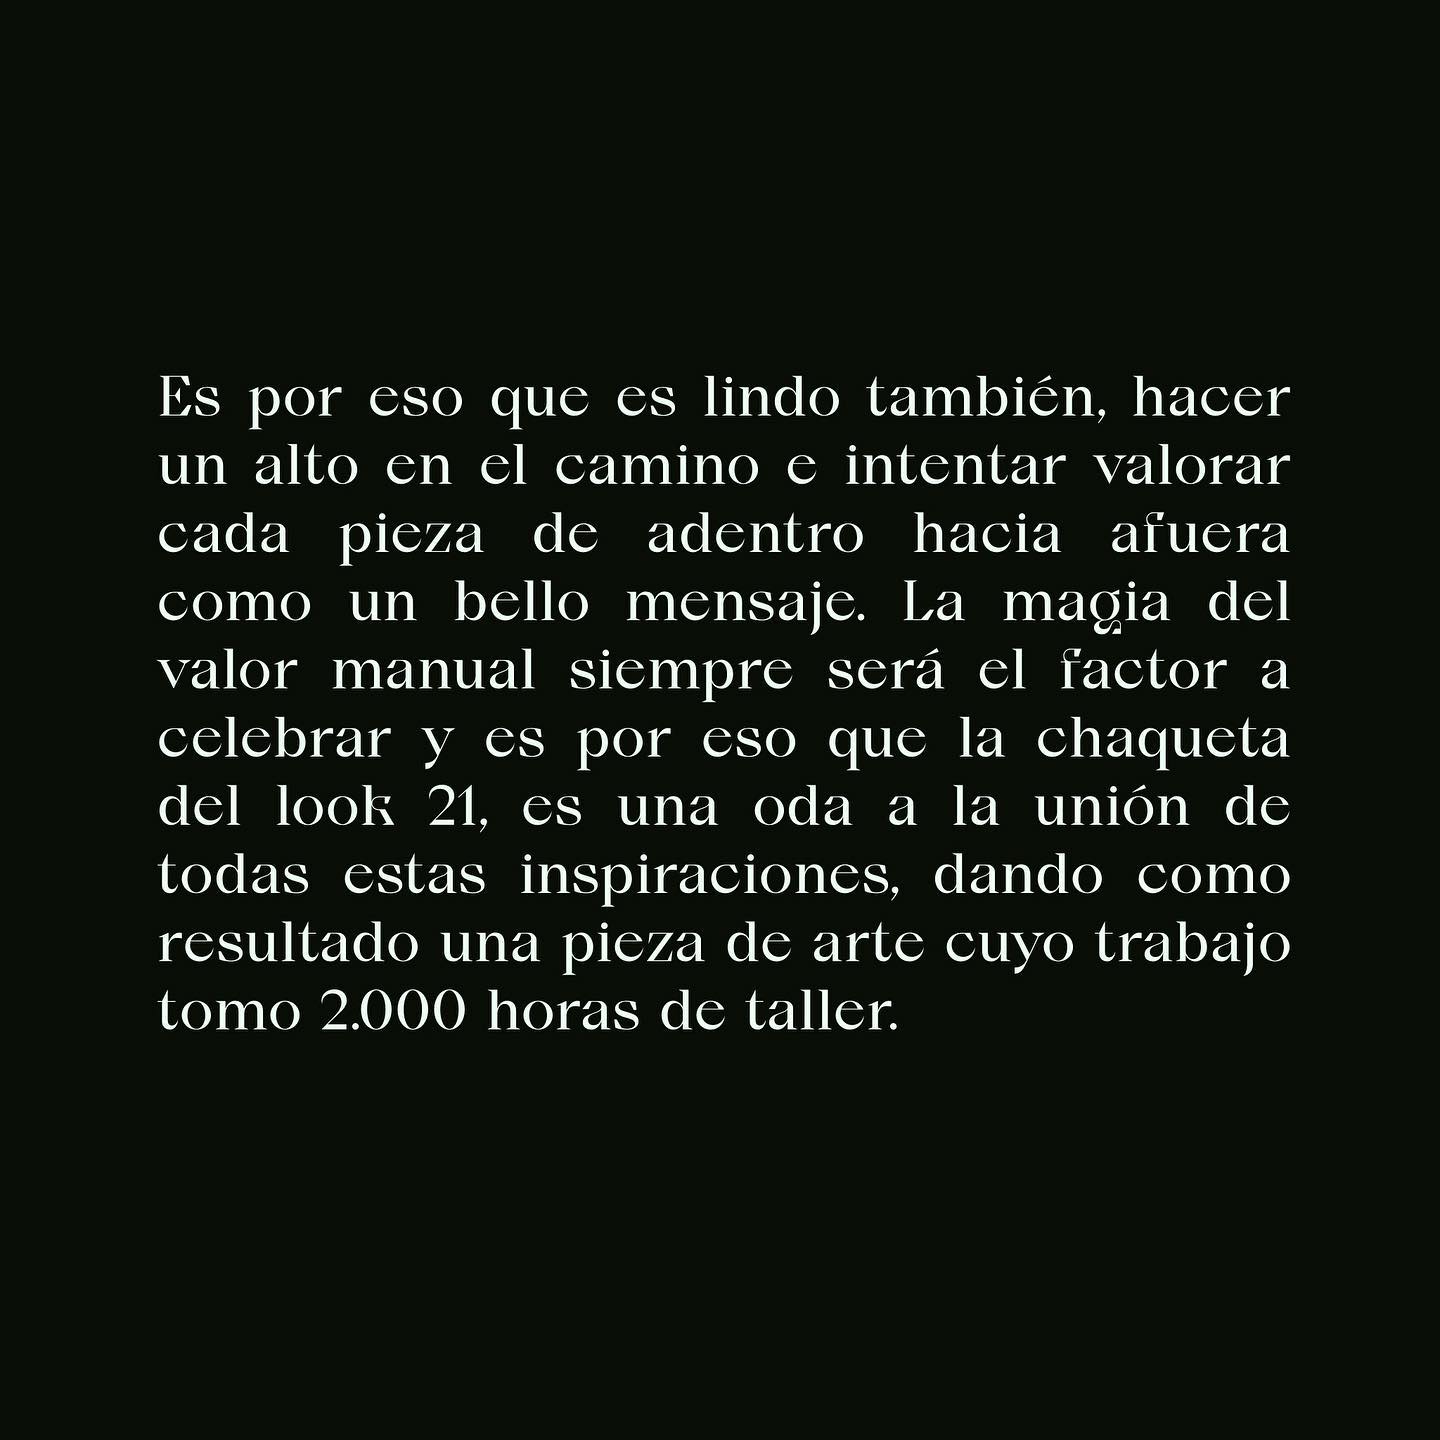 Es por eso que es lindo también, hacer
un alto en el camino e intentar valorar
cada pieza de adentro hacia afuera
como un bello mensaje. La magia del
valor manual siempre será el factor a
celebrar y es por eso que la chaqueta
del look 21, es una oda a la unión de
todas estas inspiraciones, dando como
resultado una pieza de arte cuyo trabajo
tomo 2.000 horas de taller.